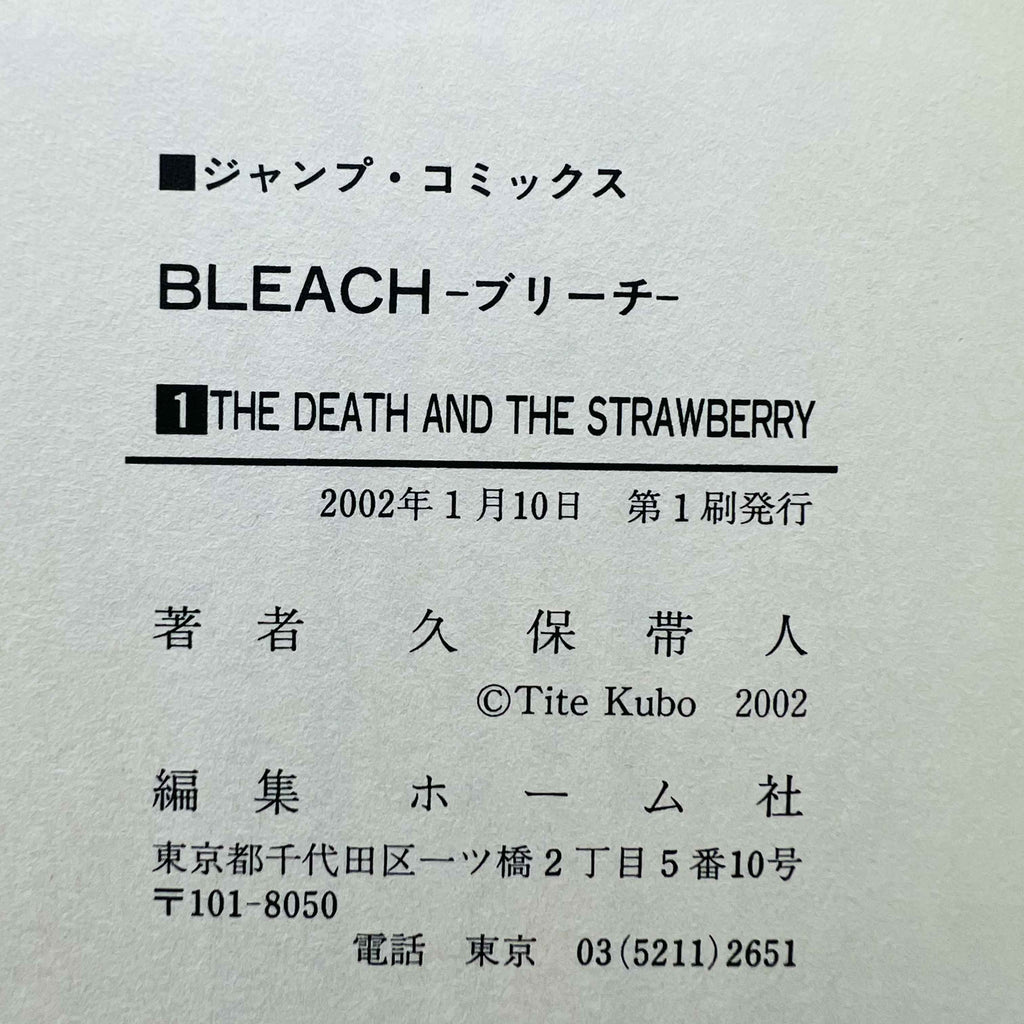 ■ジャンプ・コミックス
BLEACH-ブリーチ-
1 THE DEATH AND THE STRAWBERRY
2002年1月10日　第1刷発行
著者　久保帯人
©Tite Kubo 2002
編集　ホーム社
東京都千代田区一ツ橋2丁目5番10号
〒101-8050
電話　東京　03(5211)2651